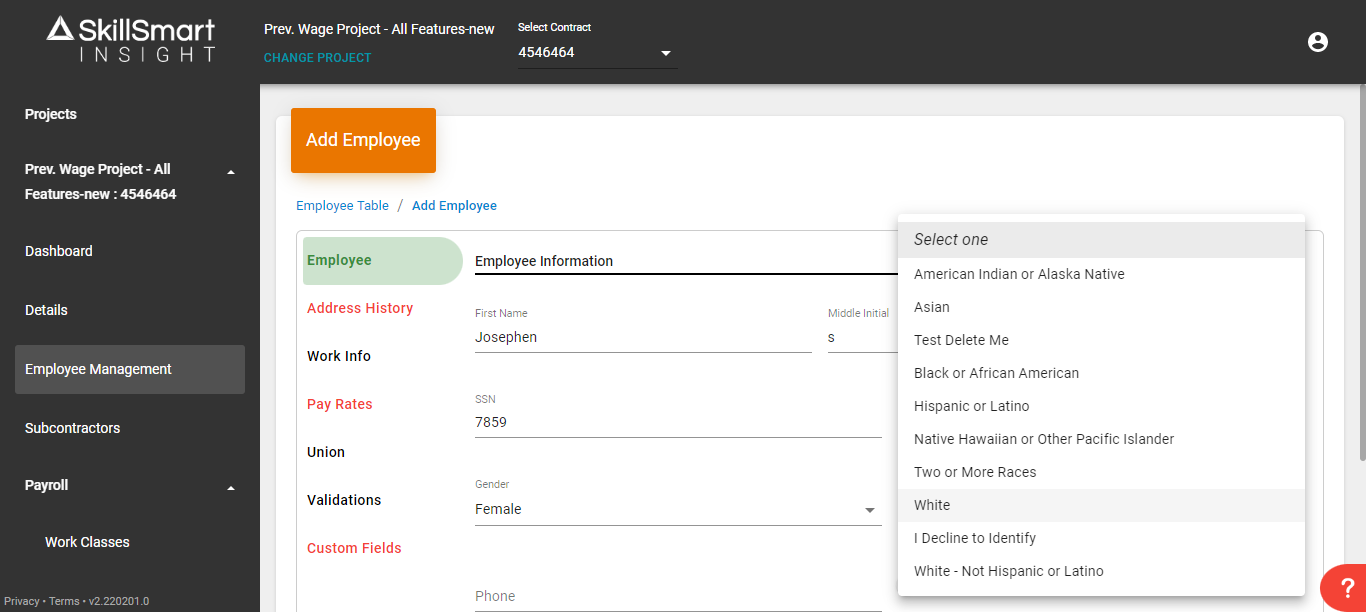 SkillSmart
INSIGHT
Prev. Wage Project - All Features-new
CHANGE PROJECT
Select Contract
4546464
Projects
Prev. Wage Project - All
Features-new : 4546464
Dashboard
Details
Employee Management
Subcontractors
Payroll
Work Classes
Privacy • Terms • v2.220201.0
Add Employee
Employee Table / Add Employee
Employee
Address History
Work Info
Pay Rates
Union
Validations
Custom Fields
Employee Information
First Name
Josephen
Middle Initial
s
SSN
7859
Gender
Female
Phone
Select one
American Indian or Alaska Native
Asian
Test Delete Me
Black or African American
Hispanic or Latino
Native Hawaiian or Other Pacific Islander
Two or More Races
White
I Decline to Identify
White - Not Hispanic or Latino
?